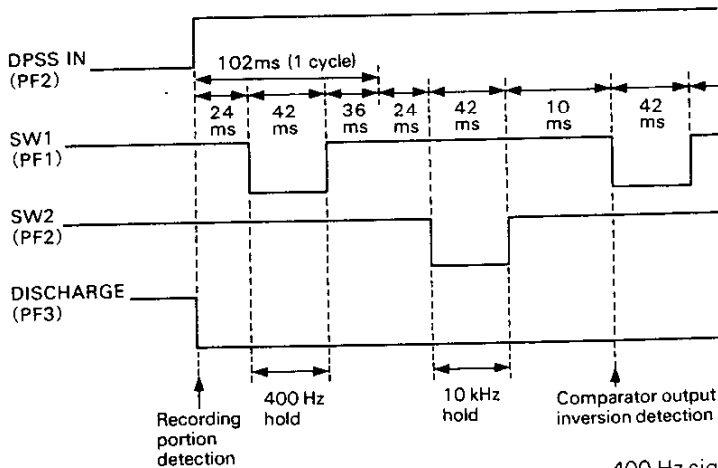 DPSS IN
(PF2)
102ms (1 cycle)
24 ms
42 ms
36 ms
24 ms
42 ms
10 ms
42 ms
SW1
(PF1)
SW2
(PF2)
DISCHARGE
(PF3)
400 Hz
hold
10 kHz
hold
Recording
portion
detection
Comparator output
inversion detection
400 Hz